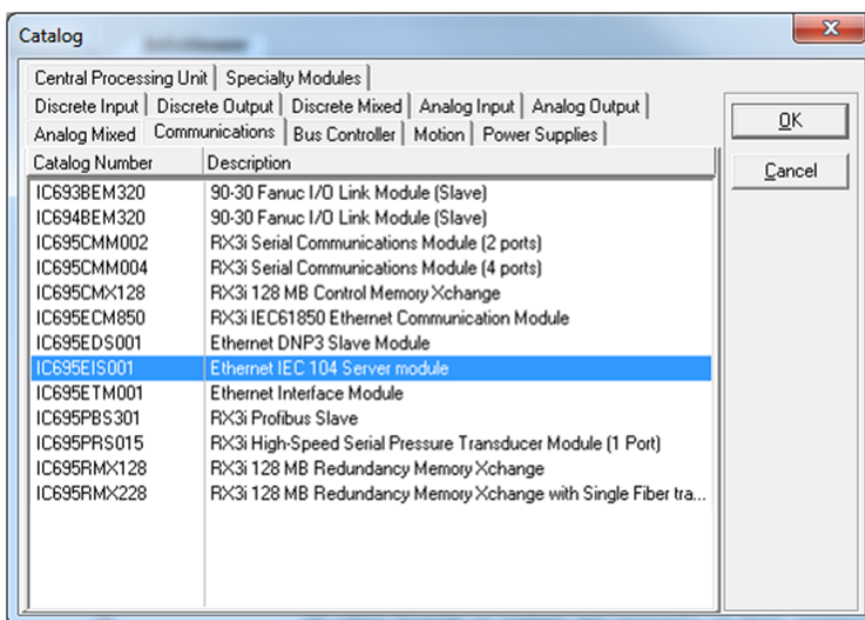 Catalog
Central Processing Unit Specialty Modules
Discrete Input Discrete Output Discrete Mixed Analog Input Analog Output
Analog Mixed Communications Bus Controller Motion Power Supplies
Catalog Number Description
IC693BEM320 90-30 Fanuc I/O Link Module (Slave)
IC694BEM320 90-30 Fanuc I/O Link Module (Slave)
IC695CMM002 RX3i Serial Communications Module (2 ports)
IC695CMM004 RX3i Serial Communications Module (4 ports)
IC695CMX128 RX3i 128 MB Control Memory Xchange
IC695ECM850 RX3i IEC61850 Ethernet Communication Module
IC695EDS001 Ethernet DNP3 Slave Module
IC695EIS001 Ethernet IEC 104 Server module
IC695ETM001 Ethernet Interface Module
IC695PBS301 RX3i Profibus Slave
IC695PRS015 RX3i High-Speed Serial Pressure Transducer Module (1 Port)
IC695RMX128 RX3i 128 MB Redundancy Memory Xchange
IC695RMX228 RX3i 128 MB Redundancy Memory Xchange with Single Fiber tra...
OK
Cancel